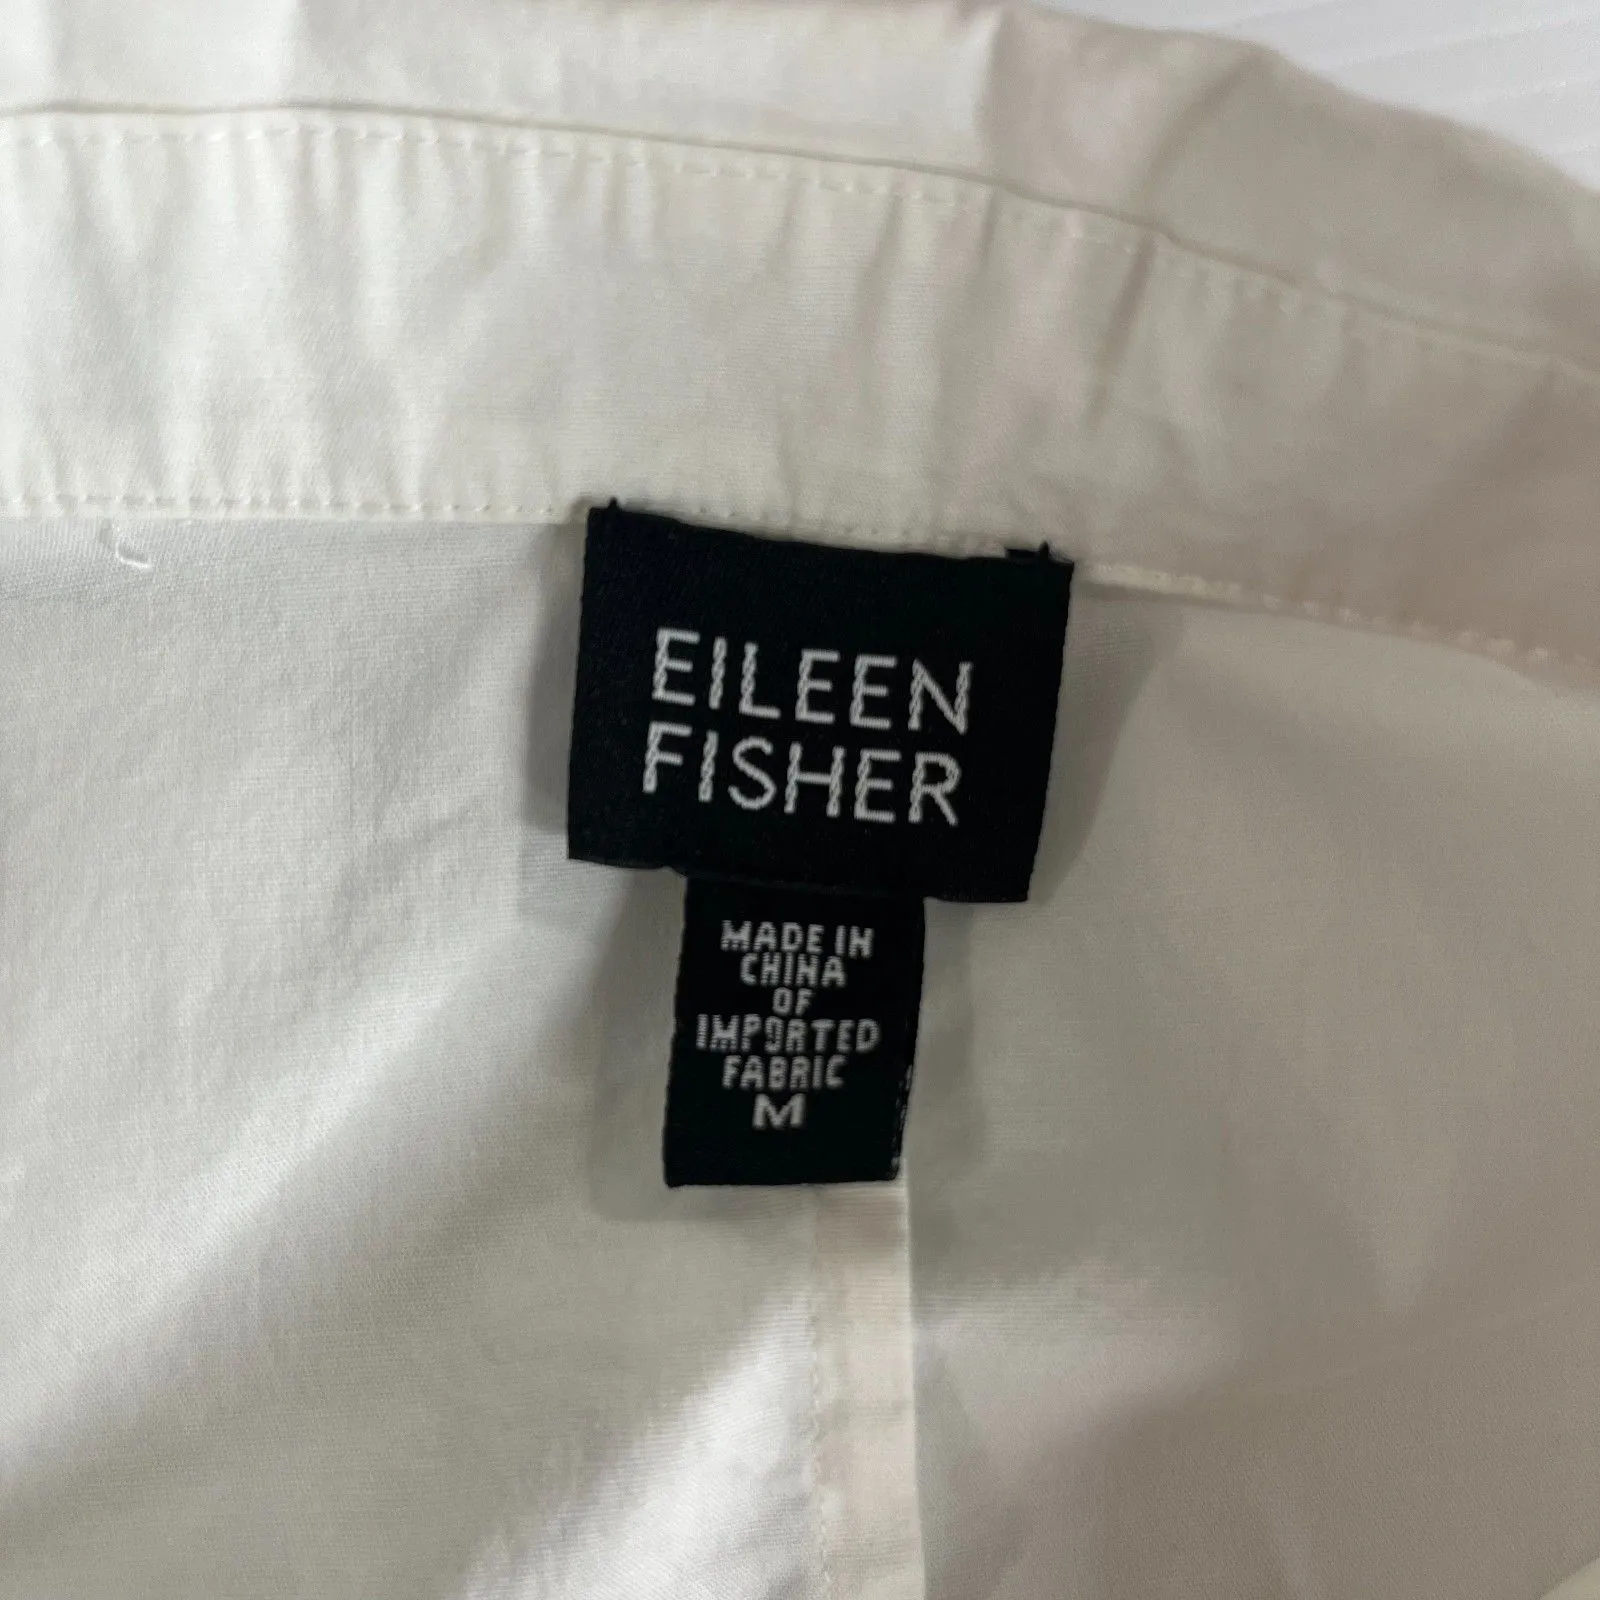 EILEEN
FISHER
MADE IN
CHINA
OF
IMPORTED
FABRIC
M